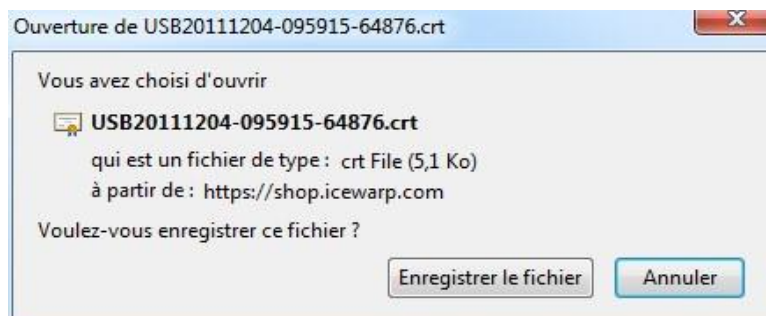 Ouverture de USB20111204-095915-64876.crt
Vous avez choisi d'ouvrir
USB20111204-095915-64876.crt
qui est un fichier de type : crt File (5,1 Ko)
à partir de : https://shop.icewarp.com
Voulez-vous enregistrer ce fichier ?
Enregistrer le fichier Annuler